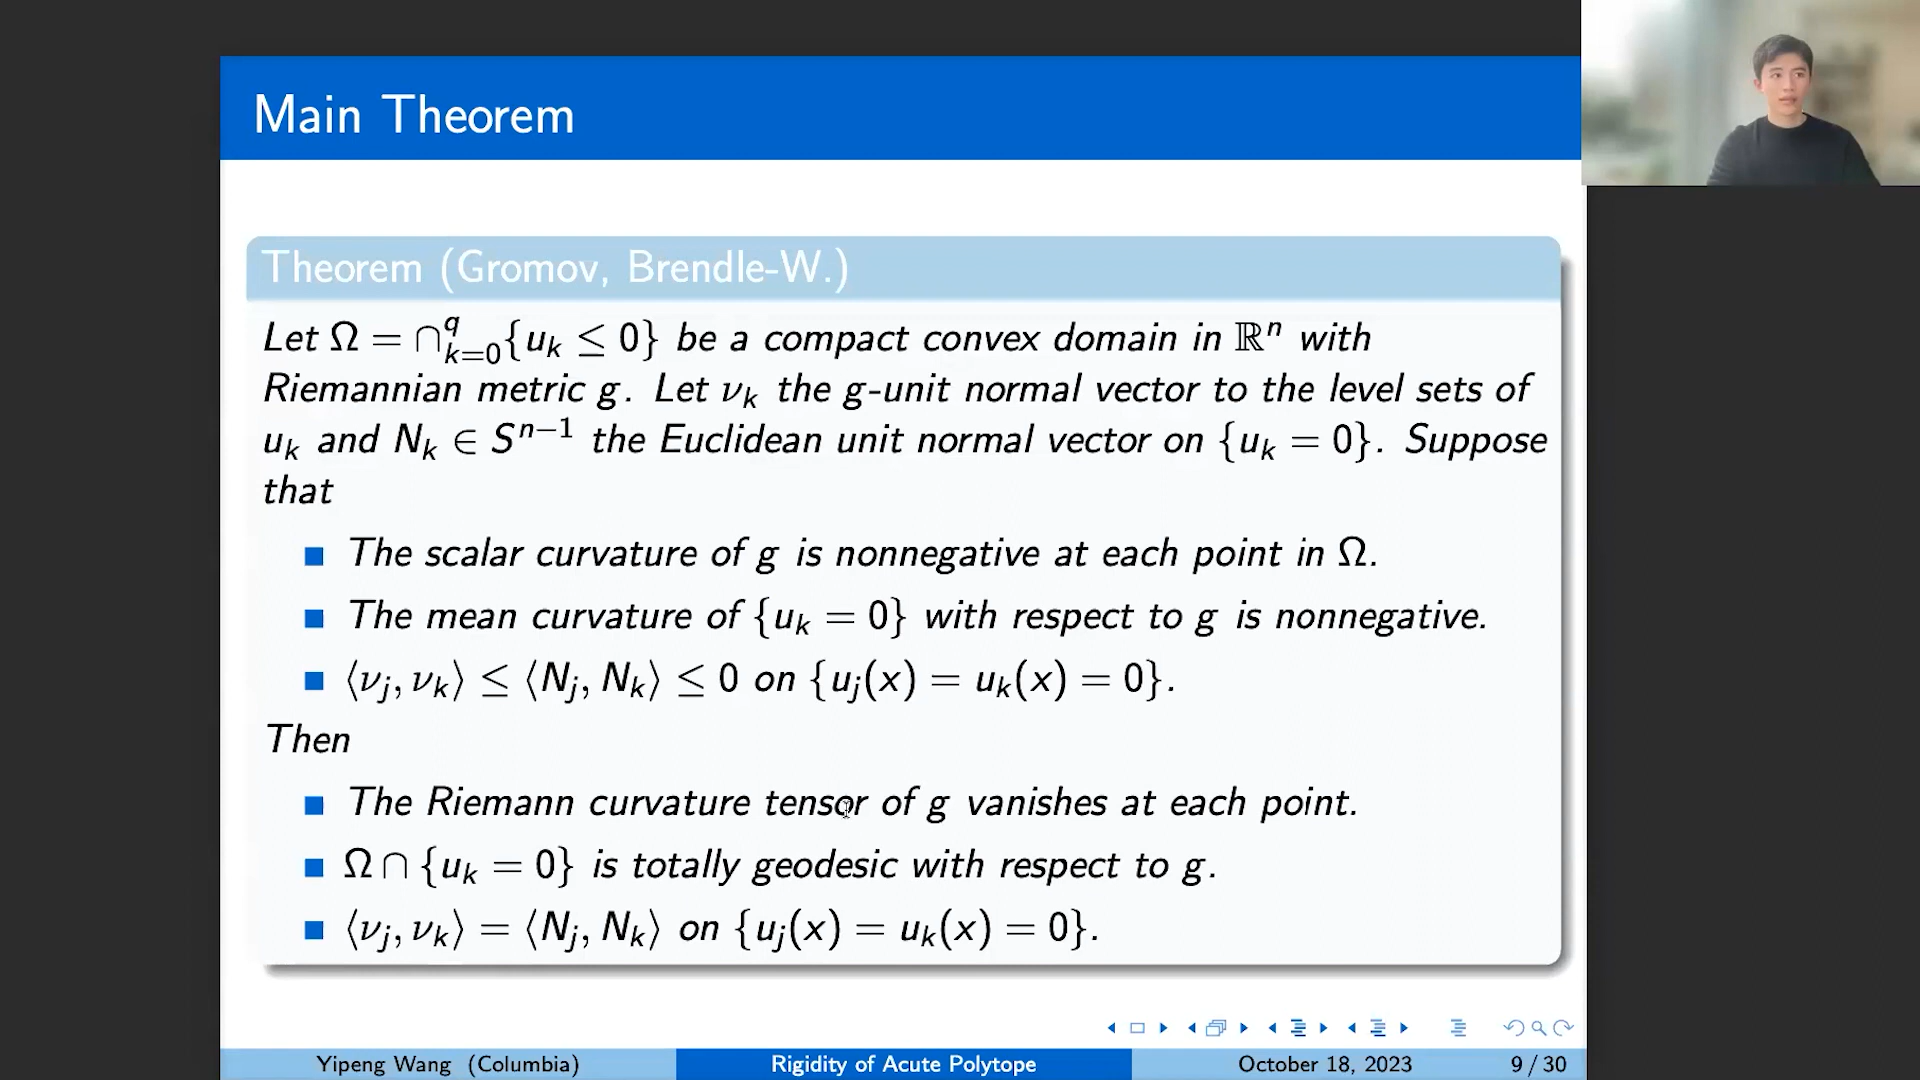 Main Theorem
Theorem (Gromov, Brendle-W.)
Let Ω = ∩_{k=0}^{q}{u_k ≤ 0} be a compact convex domain in ℝⁿ with
Riemannian metric g. Let ν_k the g-unit normal vector to the level sets of
u_k and N_k ∈ S^{n−1} the Euclidean unit normal vector on {u_k = 0}. Suppose
that
The scalar curvature of g is nonnegative at each point in Ω.
The mean curvature of {u_k = 0} with respect to g is nonnegative.
⟨ν_j, ν_k⟩ ≤ ⟨N_j, N_k⟩ ≤ 0 on {u_j(x) = u_k(x) = 0}.
Then
The Riemann curvature tensor of g vanishes at each point.
Ω ∩ {u_k = 0} is totally geodesic with respect to g.
⟨ν_j, ν_k⟩ = ⟨N_j, N_k⟩ on {u_j(x) = u_k(x) = 0}.
Yipeng Wang (Columbia) Rigidity of Acute Polytope October 18, 2023 9 / 30